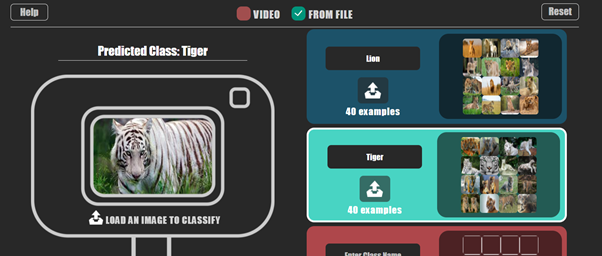 Help
VIDEO
FROM FILE
Reset
Predicted Class: Tiger
LOAD AN IMAGE TO CLASSIFY
Lion
40 examples
Tiger
40 examples
Enter Class Name